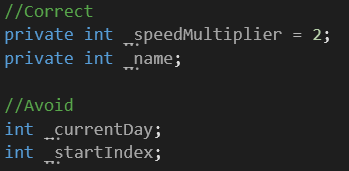 //Correct
private int _speedMultiplier = 2;
private int _name;
//Avoid
int _currentDay;
int _startIndex;